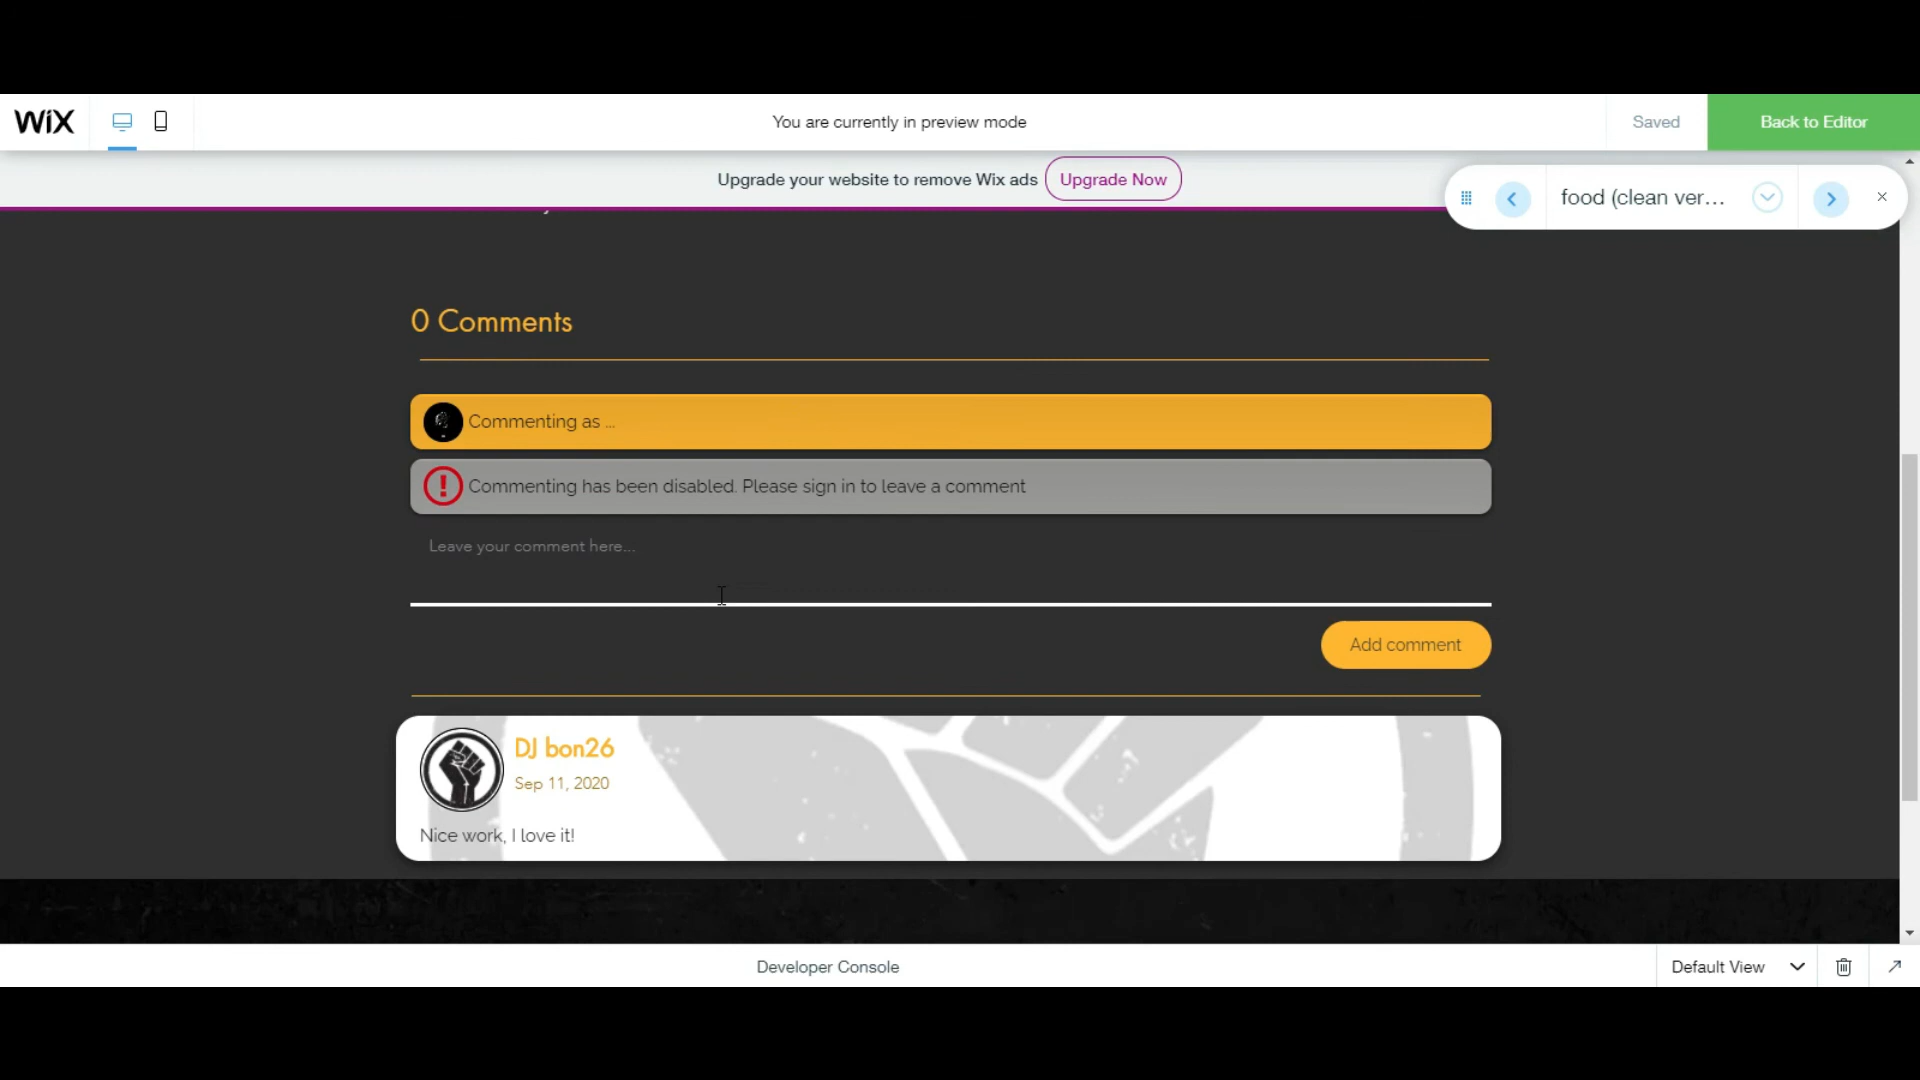 WiX
You are currently in preview mode
Saved
Back to Editor
Upgrade your website to remove Wix ads
Upgrade Now
food (clean ver...
0 Comments
Commenting as ...
Commenting has been disabled. Please sign in to leave a comment
Leave your comment here...
Add comment
DJ bon26
Sep 11, 2020
Nice work, I love it!
Developer Console
Default View